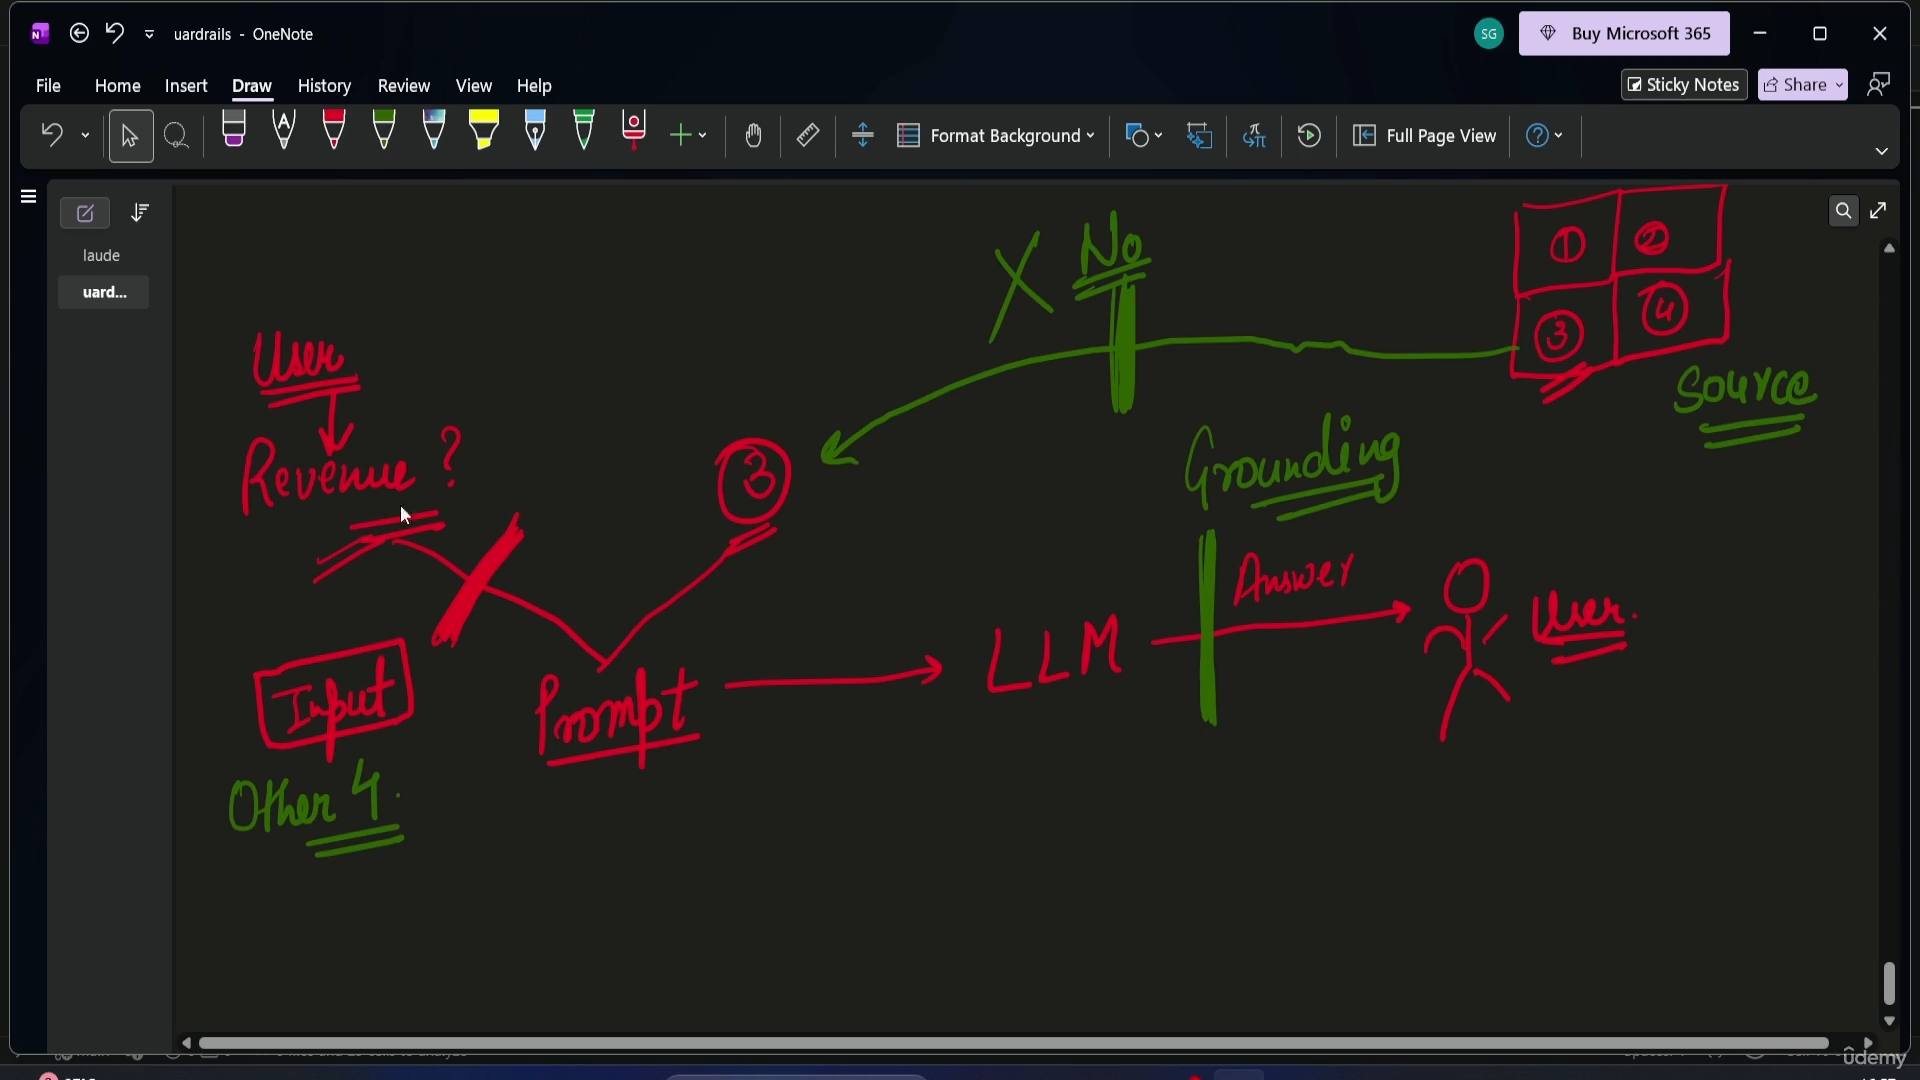 uardrails - OneNote
SG
Buy Microsoft 365
File Home Insert Draw History Review View Help
Sticky Notes
Share
Format Background
Full Page View
laude
uard...
X No
① ②
③ ④
Source
User
Revenue ?
③
Grounding
Answer
User.
LLM
Input
Prompt
Other 4.
ûdemy